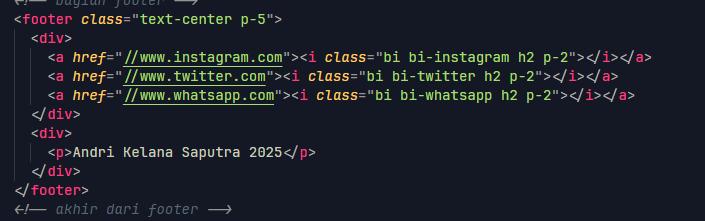 <!-- bagian footer -->
<footer class="text-center p-5">
<div>
<a href="//www.instagram.com"><i class="bi bi-instagram h2 p-2"></i></a>
<a href="//www.twitter.com"><i class="bi bi-twitter h2 p-2"></i></a>
<a href="//www.whatsapp.com"><i class="bi bi-whatsapp h2 p-2"></i></a>
</div>
<div>
<p>Andri Kelana Saputra 2025</p>
</div>
</footer>
<!-- akhir dari footer -->